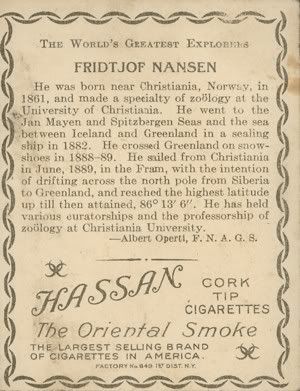 THE WORLD'S GREATEST EXPLORERS
FRIDTJOF NANSEN
He was born near Christiania, Norway, in
1861, and made a specialty of zoölogy at the
University of Christiania. He went to the
Jan Mayen and Spitzbergen Seas and the sea
between Iceland and Greenland in a sealing
ship in 1882. He crossed Greenland on snow-
shoes in 1888-89. He sailed from Christiania
in June, 1889, in the Fram, with the intention
of drifting across the north pole from Siberia
to Greenland, and reached the highest latitude
up till then attained, 86° 13′ 6″. He has held
various curatorships and the professorship of
zoölogy at Christiania University.
—Albert Operti, F. N. A. G. S.
HASSAN
CORK
TIP
CIGARETTES
The Oriental Smoke
THE LARGEST SELLING BRAND
OF CIGARETTES IN AMERICA.
FACTORY No. 649 1ST DIST. N.Y.